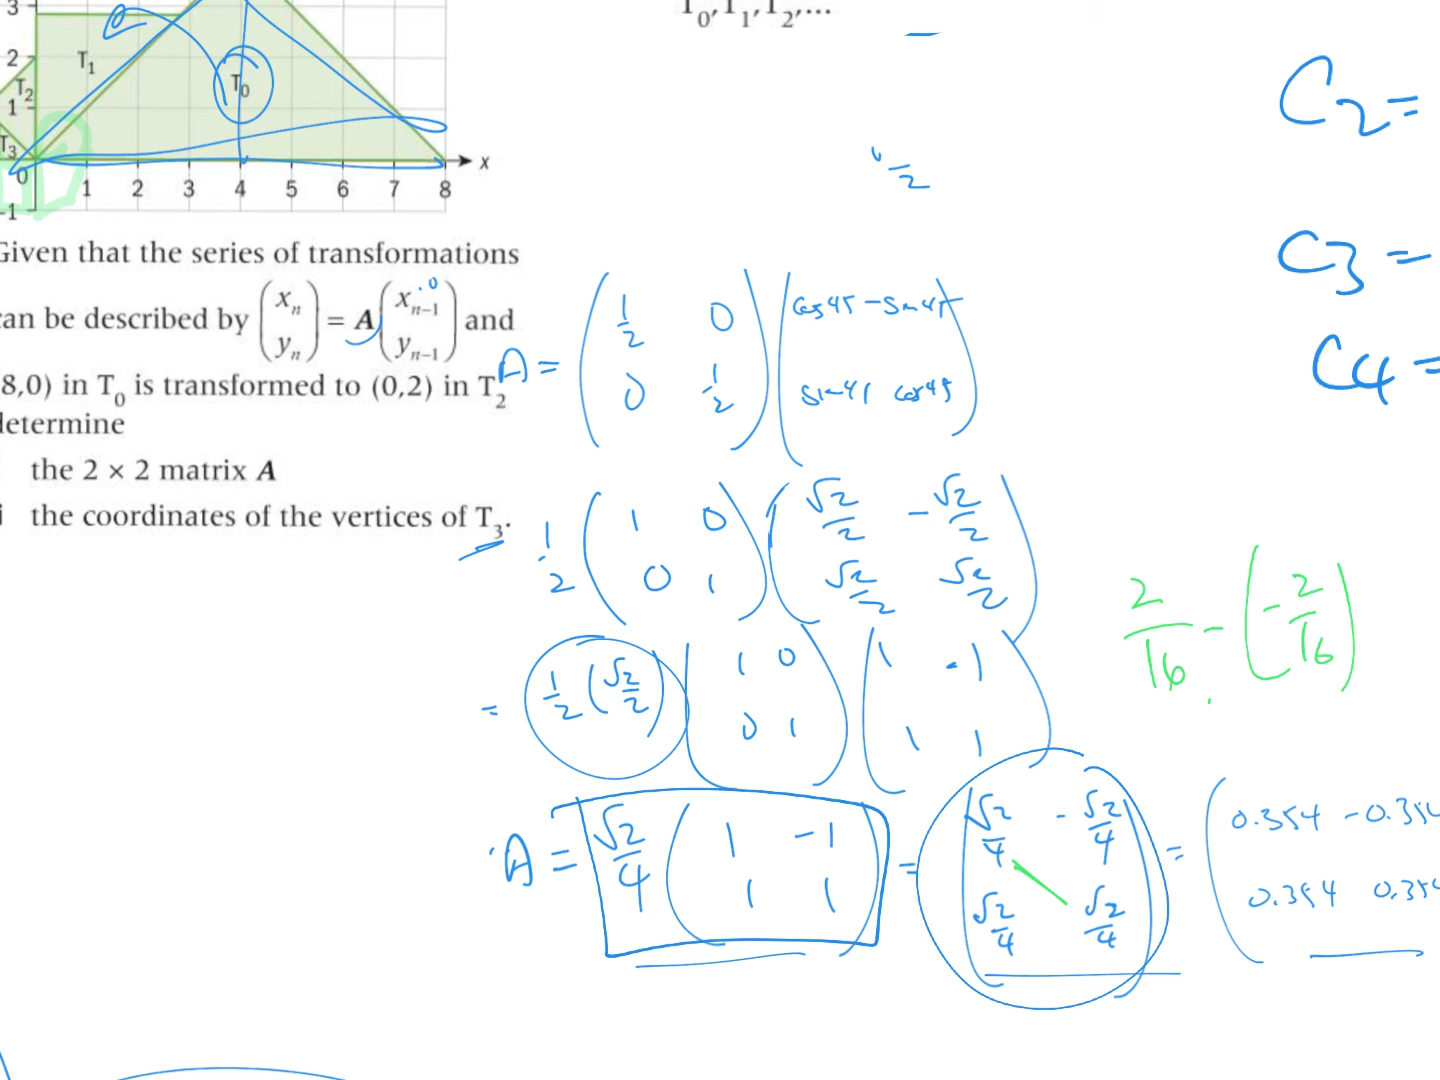 3
T₀, T₁, T₂, ...
2
T₁
T₀
T₂
1
T₃
0
1 2 3 4 5 6 7 8 x
-1
C₂=
½
C₃=
C₄=
Given that the series of transformations
can be described by (xₙ yₙ) = A(xₙ₋₁ yₙ₋₁) and
8,0) in T₀ is transformed to (0,2) in T₂
determine
the 2 × 2 matrix A
i the coordinates of the vertices of T₃.
A = (½ 0 0 ½)(cos45 -sin45 sin45 cos45)
½ (1 0 0 1)(√2/2 -√2/2 √2/2 √2/2)
= ½(√2/2)(1 0 0 1)(1 -1 1 1)
2/16 - (-2/16)
A = √2/4 (1 -1 1 1) = (√2/4 -√2/4 √2/4 √2/4) = (0.354 -0.354 0.354 0.354